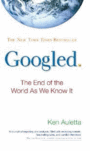 The New York Times Bestseller
Googled.
The End of the
World As We Know It
Ken Auletta